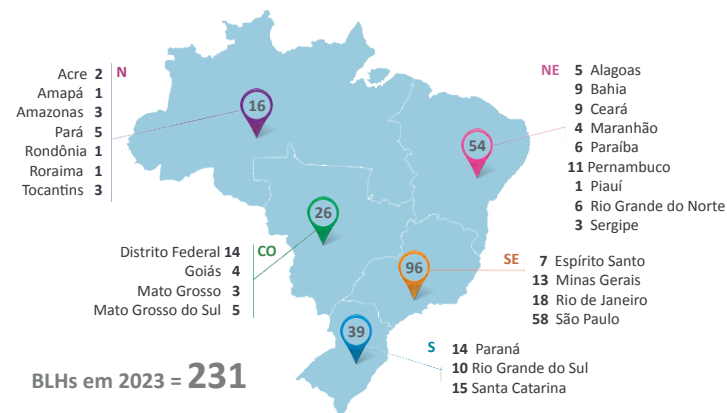 Acre 2 N
Amapá 1
Amazonas 3
Pará 5
Rondônia 1
Roraima 1
Tocantins 3
16
NE 5 Alagoas
9 Bahia
9 Ceará
4 Maranhão
6 Paraíba
11 Pernambuco
1 Piauí
6 Rio Grande do Norte
3 Sergipe
54
26
Distrito Federal 14 CO
Goiás 4
Mato Grosso 3
Mato Grosso do Sul 5
96
SE 7 Espírito Santo
13 Minas Gerais
18 Rio de Janeiro
58 São Paulo
39
S 14 Paraná
10 Rio Grande do Sul
15 Santa Catarina
BLHs em 2023 = 231